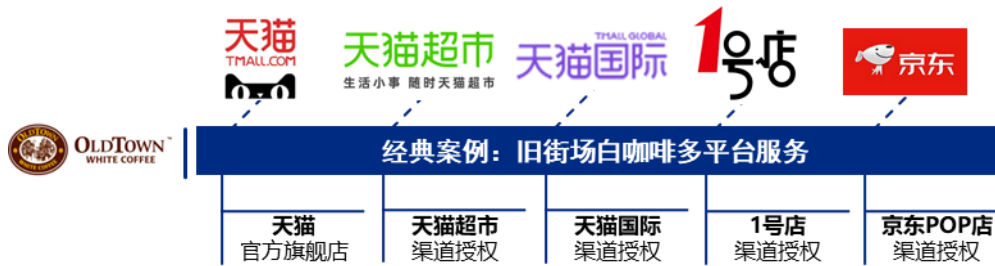 天猫
TMALL.COM
天猫超市
生活小事 随时天猫超市
TMALL GLOBAL
天猫国际
1号店
京东
OLDTOWN
WHITE COFFEE
OLDTOWN™
WHITE COFFEE
经典案例：旧街场白咖啡多平台服务
天猫
官方旗舰店
天猫超市
渠道授权
天猫国际
渠道授权
1号店
渠道授权
京东POP店
渠道授权